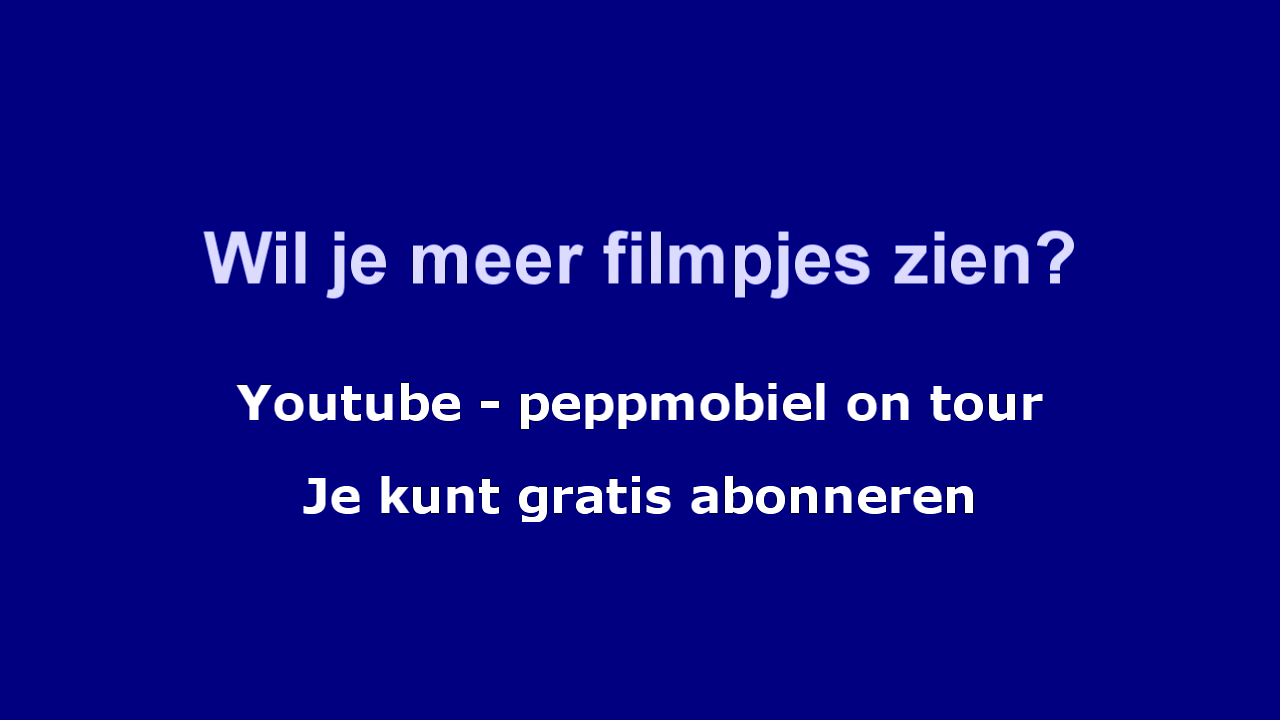 Wil je meer filmpjes zien?
Youtube - peppmobiel on tour
Je kunt gratis abonneren